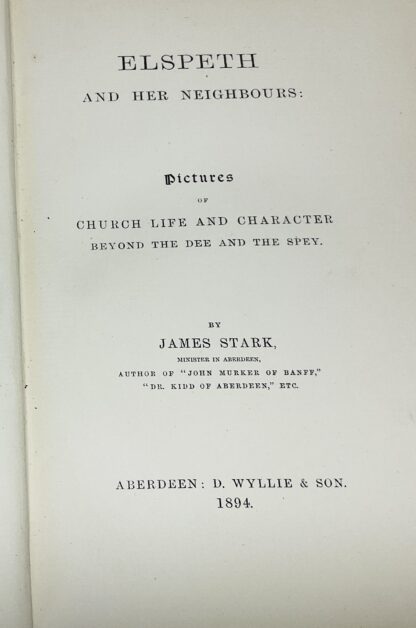 ELSPETH
AND HER NEIGHBOURS:
Pictures
OF
CHURCH LIFE AND CHARACTER
BEYOND THE DEE AND THE SPEY.
BY
JAMES STARK,
MINISTER IN ABERDEEN,
AUTHOR OF "JOHN MURKER OF BANFF,"
"DR. KIDD OF ABERDEEN," ETC.
ABERDEEN: D. WYLLIE & SON.
1894.